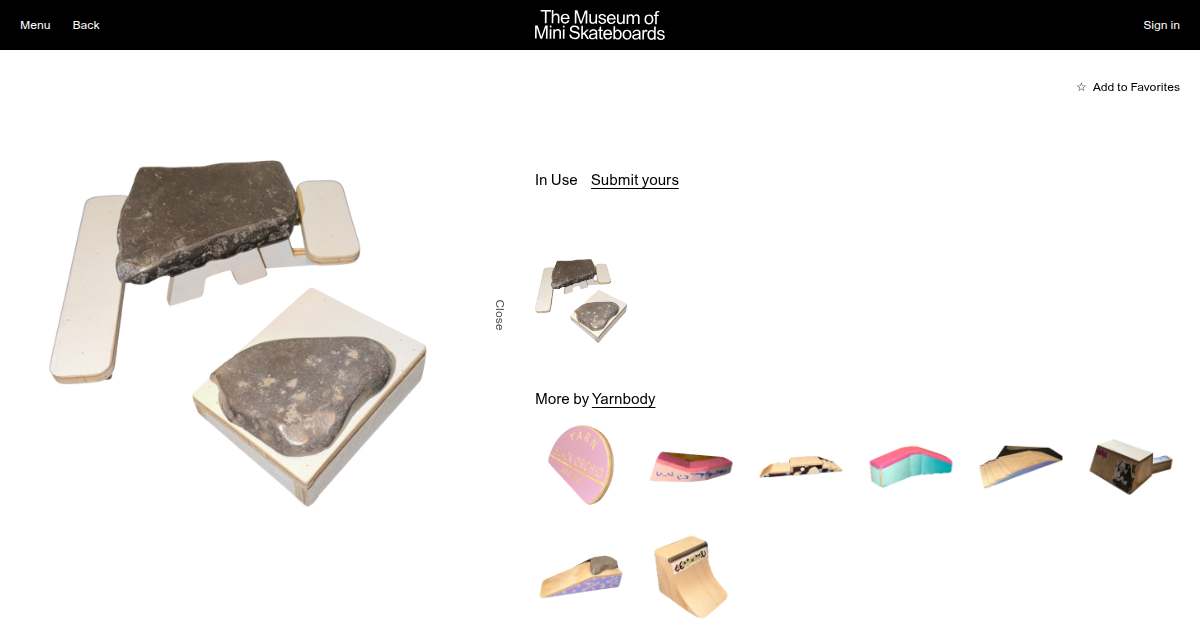 Menu
Back
The Museum of
Mini Skateboards
Sign in
☆ Add to Favorites
In Use
Submit yours
Close
More by Yarnbody
YARN